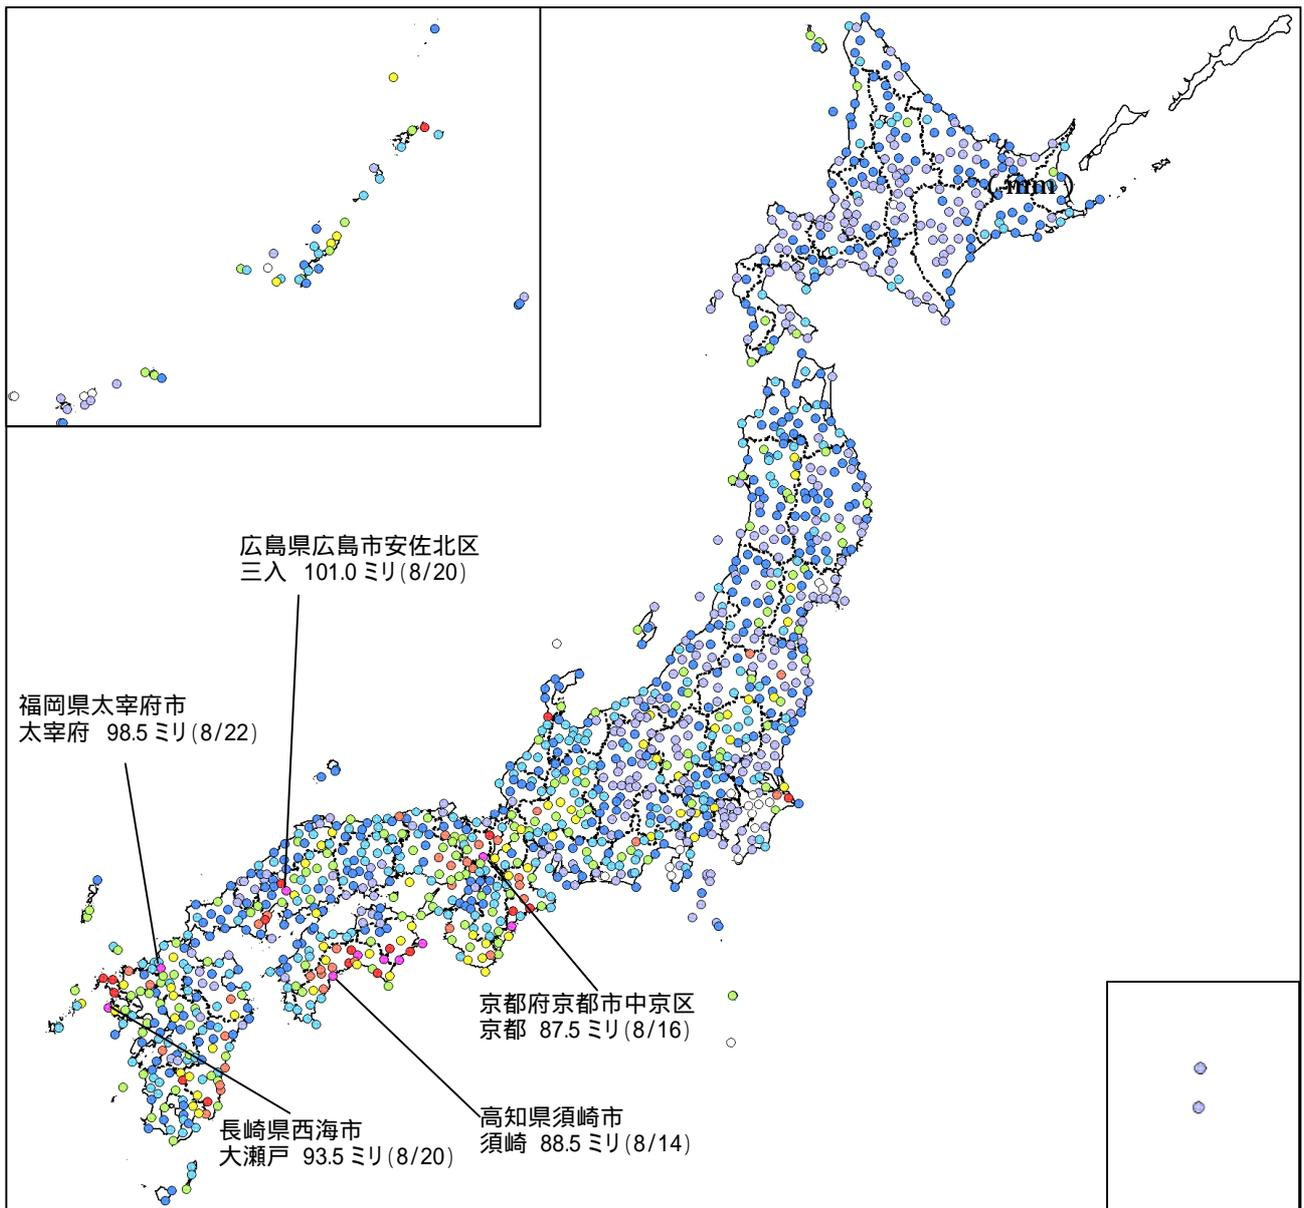 (mm)
広島県広島市安佐北区
三入 101.0 ミリ(8/20)
福岡県太宰府市
太宰府 98.5 ミリ(8/22)
京都府京都市中京区
京都 87.5 ミリ(8/16)
高知県須崎市
須崎 88.5 ミリ(8/14)
長崎県西海市
大瀬戸 93.5 ミリ(8/20)